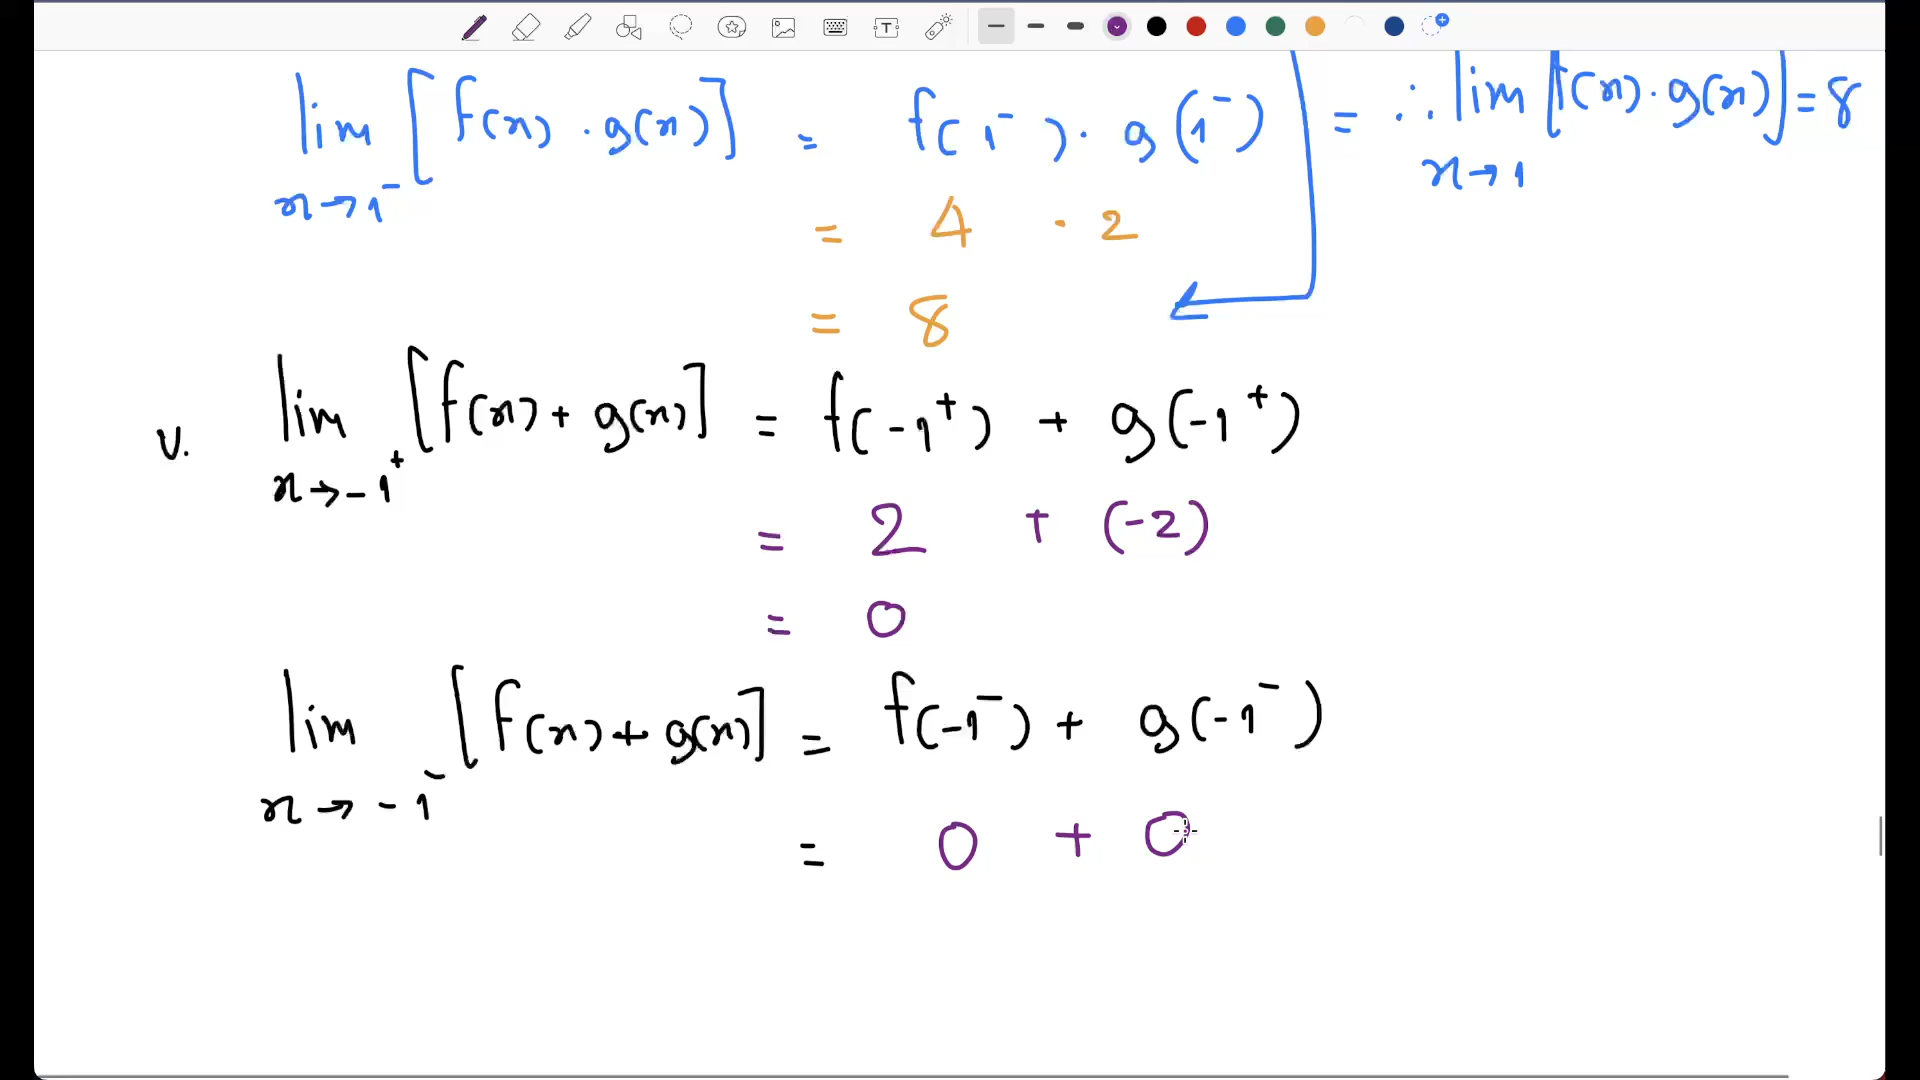 lim [f(x) · g(x)] = f(1⁻) · g(1⁻) = ∴ lim [f(x) · g(x)] = 8
x→1⁻ x→1
= 4 · 2
= 8
v. lim [f(x) + g(x)] = f(-1⁺) + g(-1⁺)
x→-1⁺
= 2 + (-2)
= 0
lim [f(x) + g(x)] = f(-1⁻) + g(-1⁻)
x→-1⁻
= 0 + 0